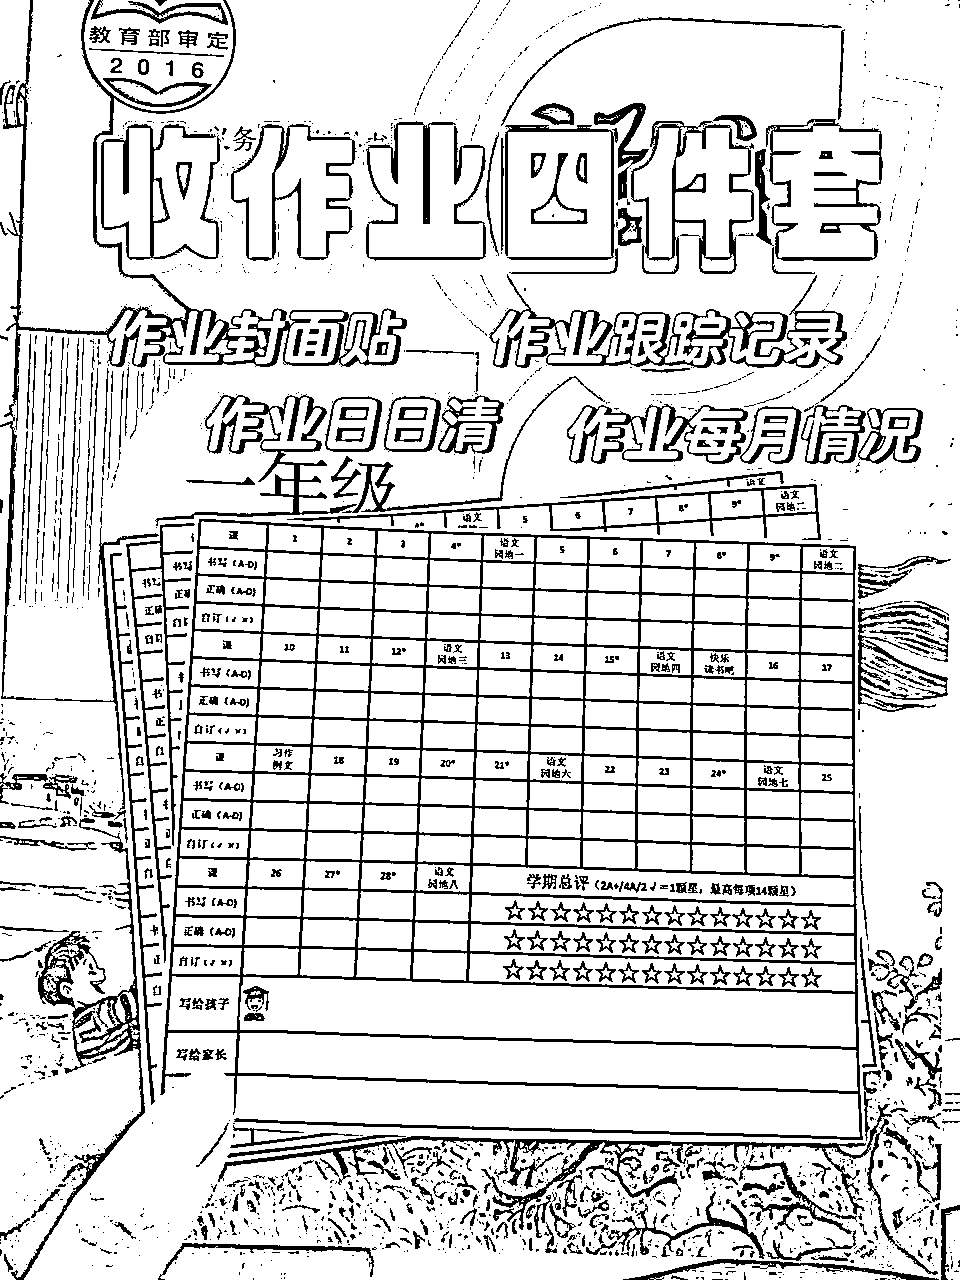 教育部审定
2016
收作业四件套
作业封面贴 作业跟踪记录
作业日日清 作业每月情况
一年级
课 1 2 3 4* 语文园地一 5 6 7 8* 9* 语文园地二
书写（A-D）
正确（A-D）
自订（√ ×）
课 10 11 12* 语文园地三 13 14 15* 语文园地四 快乐读书吧 16 17
书写（A-D）
正确（A-D）
自订（√ ×）
课 习作例文 18 19 20* 21* 语文园地六 22 23 24* 语文园地七 25
书写（A-D）
正确（A-D）
自订（√ ×）
课 26 27* 28* 语文园地八 学期总评（2A+/4A/2√=1颗星，最高每项14颗星）
书写（A-D） ☆☆☆☆☆☆☆☆☆☆☆☆☆☆
正确（A-D） ☆☆☆☆☆☆☆☆☆☆☆☆☆☆
自订（√ ×） ☆☆☆☆☆☆☆☆☆☆☆☆☆☆
写给孩子
写给家长